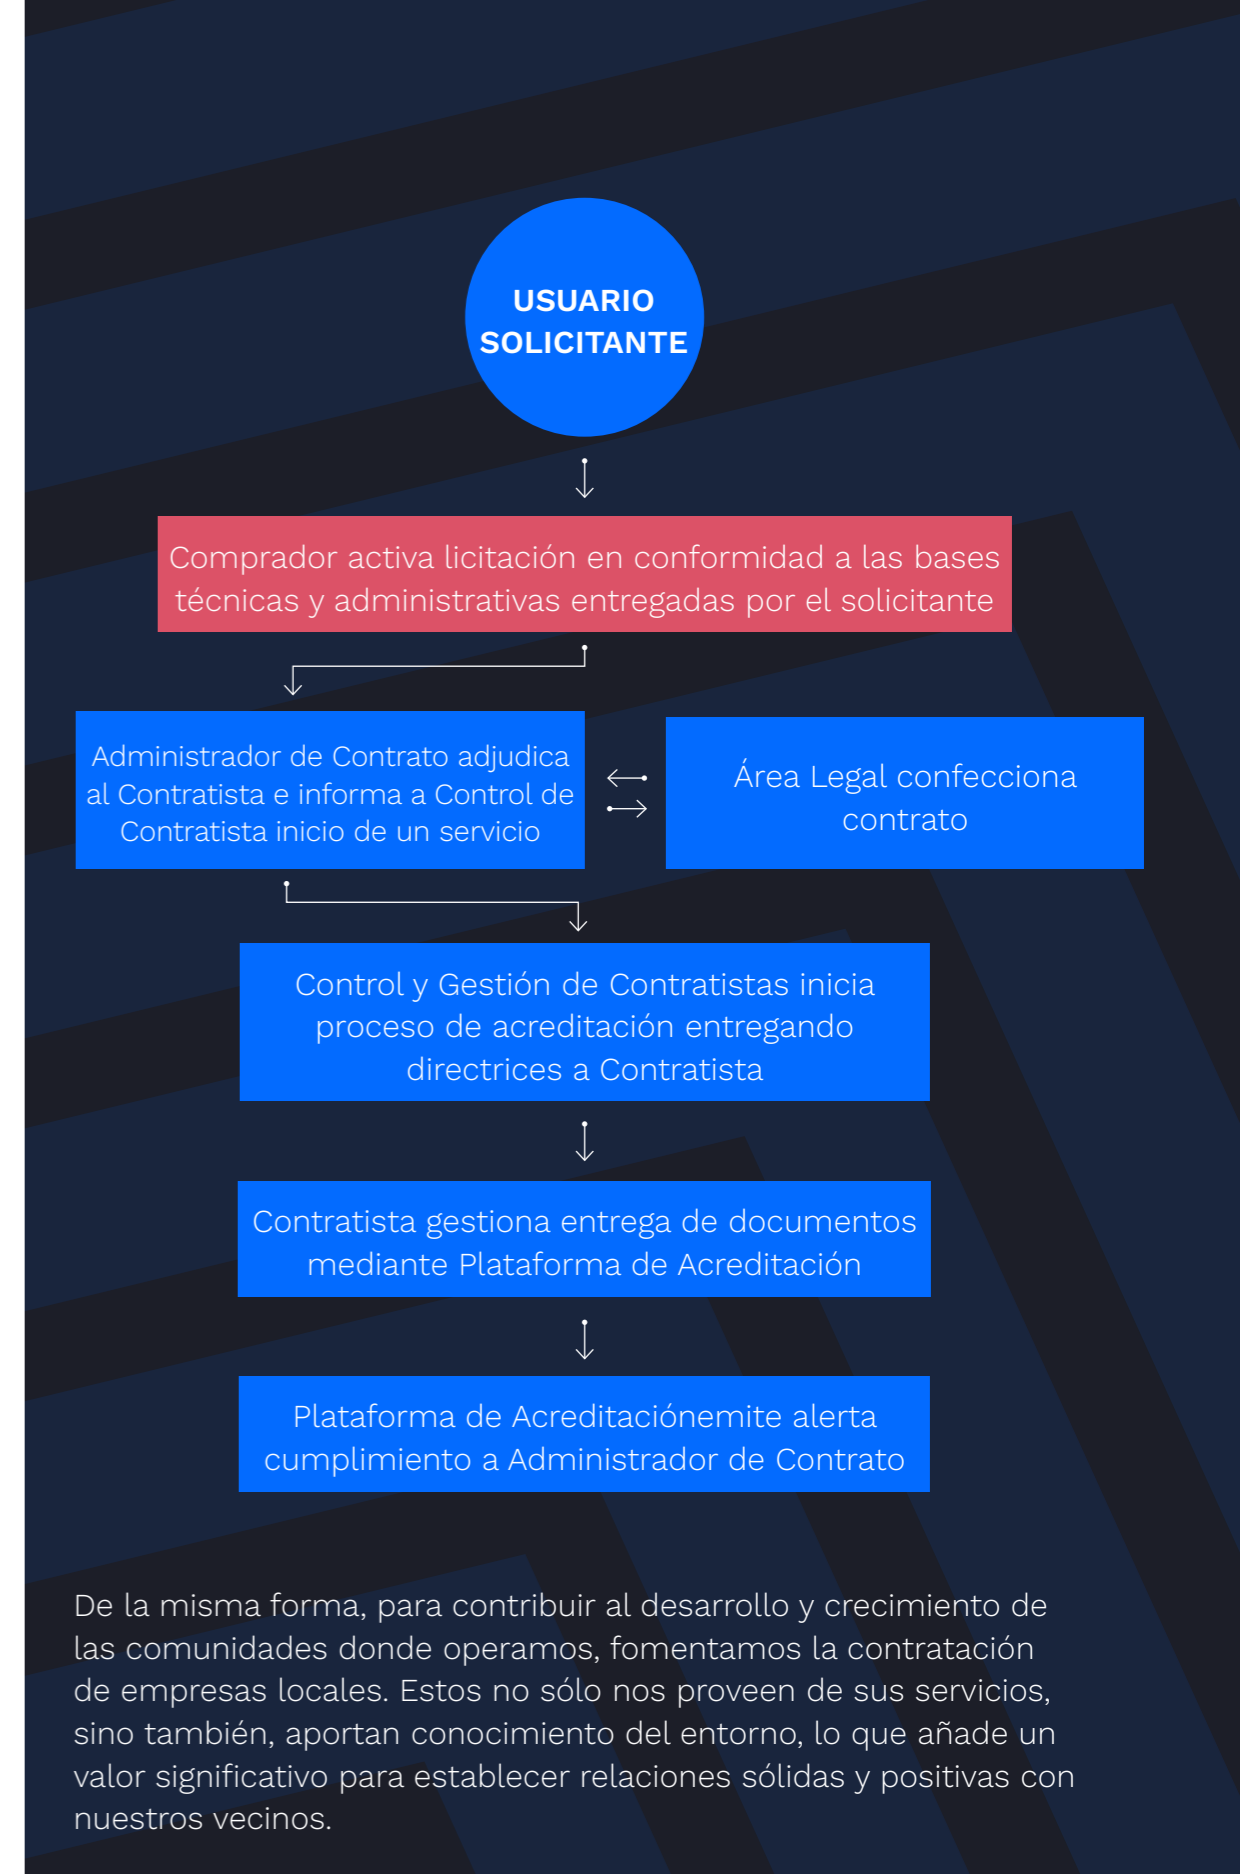 USUARIO
SOLICITANTE
Comprador activa licitación en conformidad a las bases
técnicas y administrativas entregadas por el solicitante
Administrador de Contrato adjudica
al Contratista e informa a Control de
Contratista inicio de un servicio
Área Legal confecciona
contrato
Control y Gestión de Contratistas inicia
proceso de acreditación entregando
directrices a Contratista
Contratista gestiona entrega de documentos
mediante Plataforma de Acreditación
Plataforma de Acreditaciónemite alerta
cumplimiento a Administrador de Contrato
De la misma forma, para contribuir al desarrollo y crecimiento de
las comunidades donde operamos, fomentamos la contratación
de empresas locales. Estos no sólo nos proveen de sus servicios,
sino también, aportan conocimiento del entorno, lo que añade un
valor significativo para establecer relaciones sólidas y positivas con
nuestros vecinos.